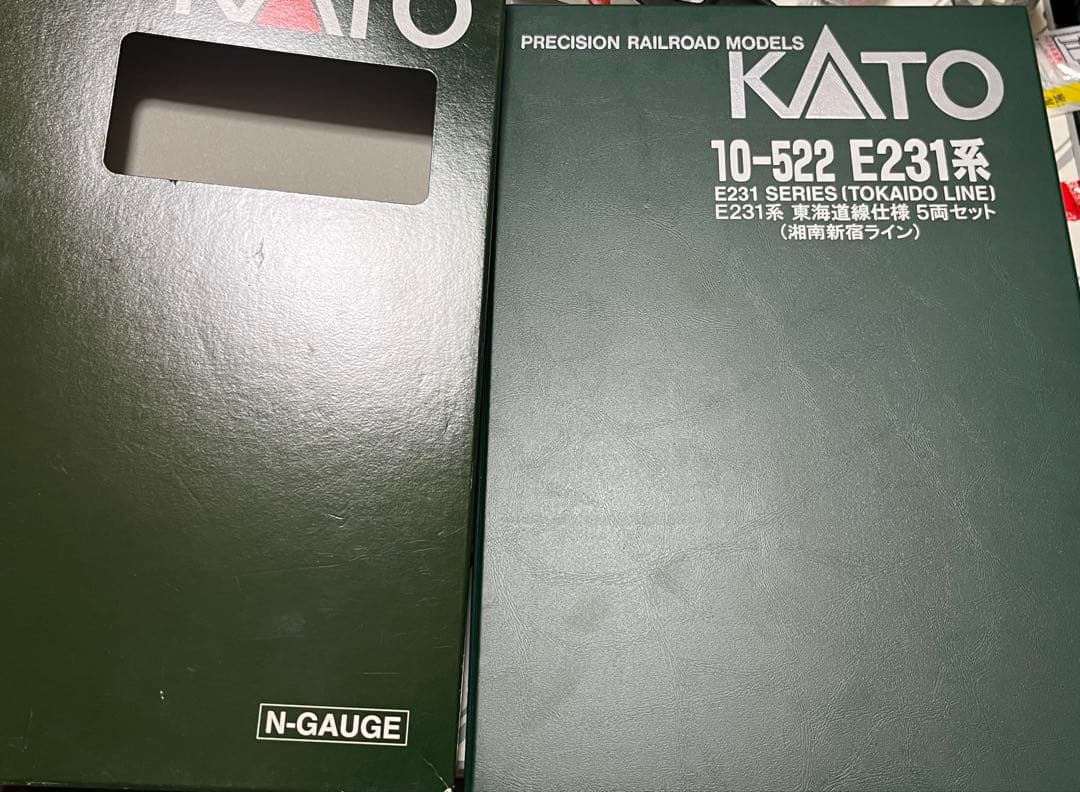 KATO
N-GAUGE
PRECISION RAILROAD MODELS
KATO
10-522 E231系
E231 SERIES(TOKAIDO LINE)
E231系 東海道線仕様 5両セット
(湘南新宿ライン)